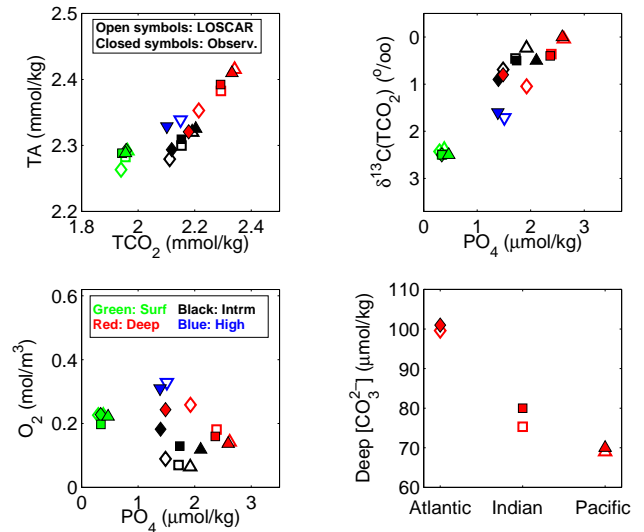 Open symbols: LOSCAR
Closed symbols: Observ.
TA (mmol/kg)
2.4
2.3
2.2
1.8
2
2.2
2.4
TCO2 (mmol/kg)
δ13C(TCO2) (o/oo)
0
1
2
3
0
1
2
3
PO4 (μmol/kg)
Green: Surf Black: Intrm
Red: Deep Blue: High
O2 (mol/m3)
0.6
0.4
0.2
0
0
1
2
3
PO4 (μmol/kg)
Deep [CO3 2−] (μmol/kg)
110
100
90
80
70
60
Atlantic
Indian
Pacific